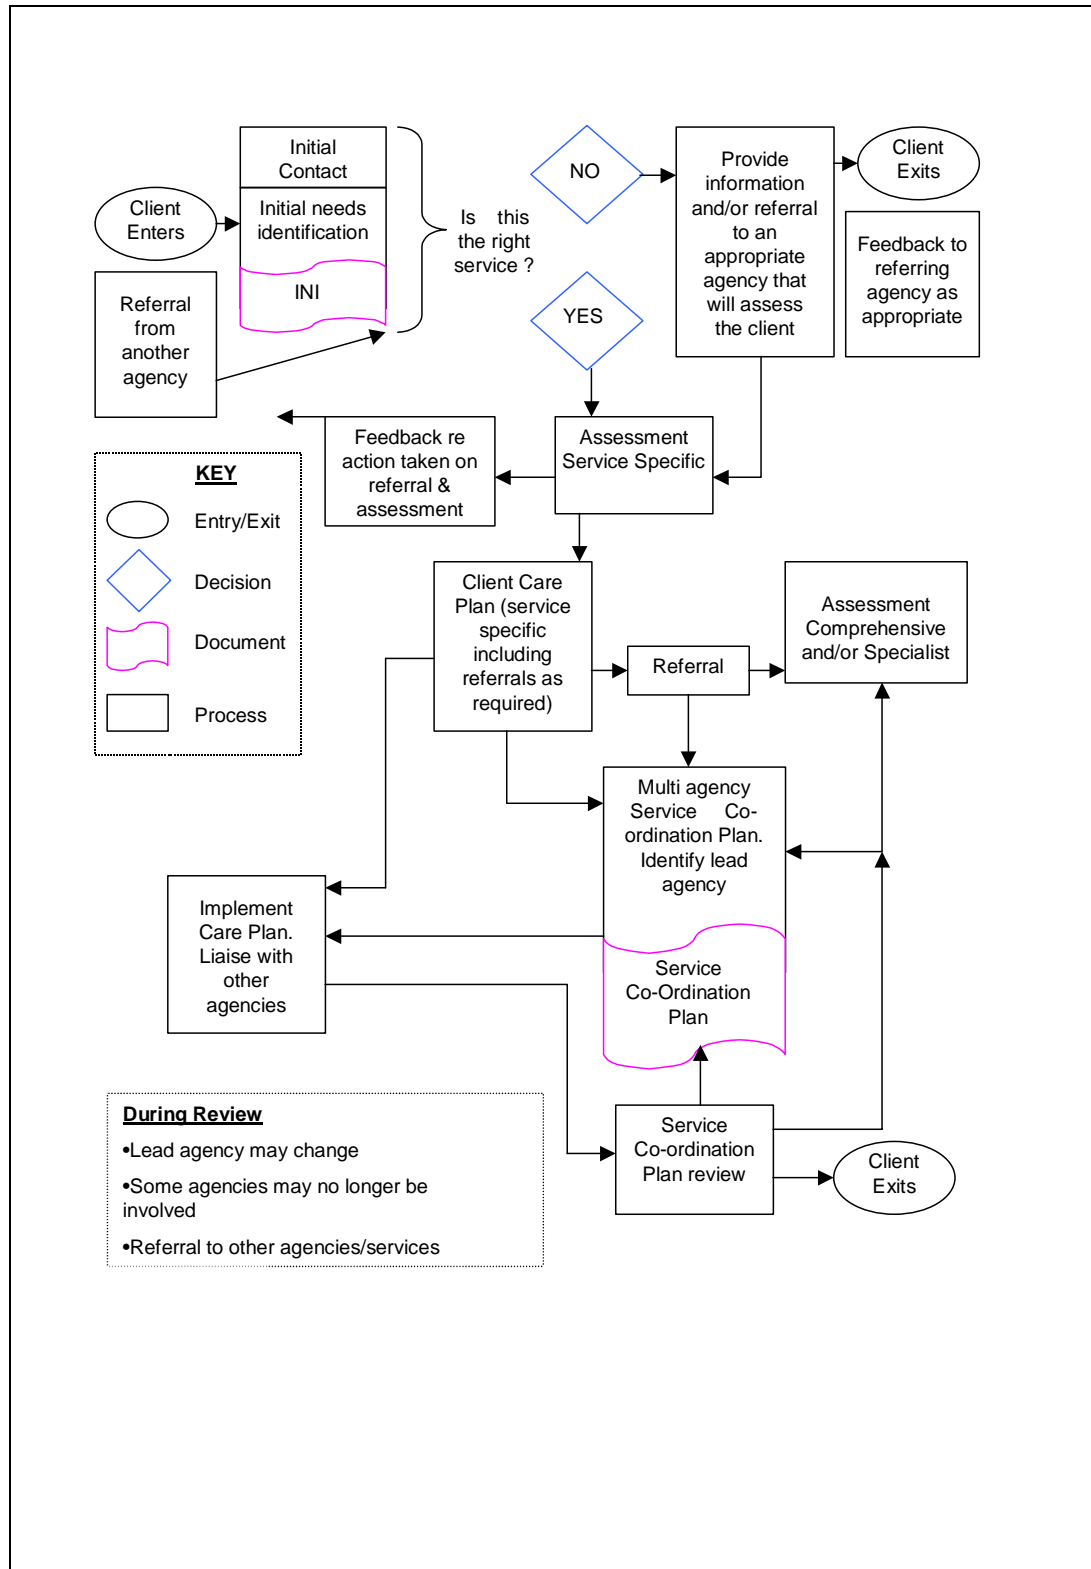 Initial
Contact
Client
Enters
Initial needs
identification
INI
Is this
the right
service ?
NO
YES
Provide
information
and/or referral
to an
appropriate
agency that
will assess
the client
Client
Exits
Feedback to
referring
agency as
appropriate
Referral
from
another
agency
Feedback re
action taken on
referral &
assessment
Assessment
Service Specific
KEY
Entry/Exit
Decision
Document
Process
Client Care
Plan (service
specific
including
referrals as
required)
Referral
Assessment
Comprehensive
and/or Specialist
Multi agency
Service Co-
ordination Plan.
Identify lead
agency
Implement
Care Plan.
Liaise with
other
agencies
Service
Co-Ordination
Plan
During Review
•Lead agency may change
•Some agencies may no longer be
involved
•Referral to other agencies/services
Service
Co-ordination
Plan review
Client
Exits